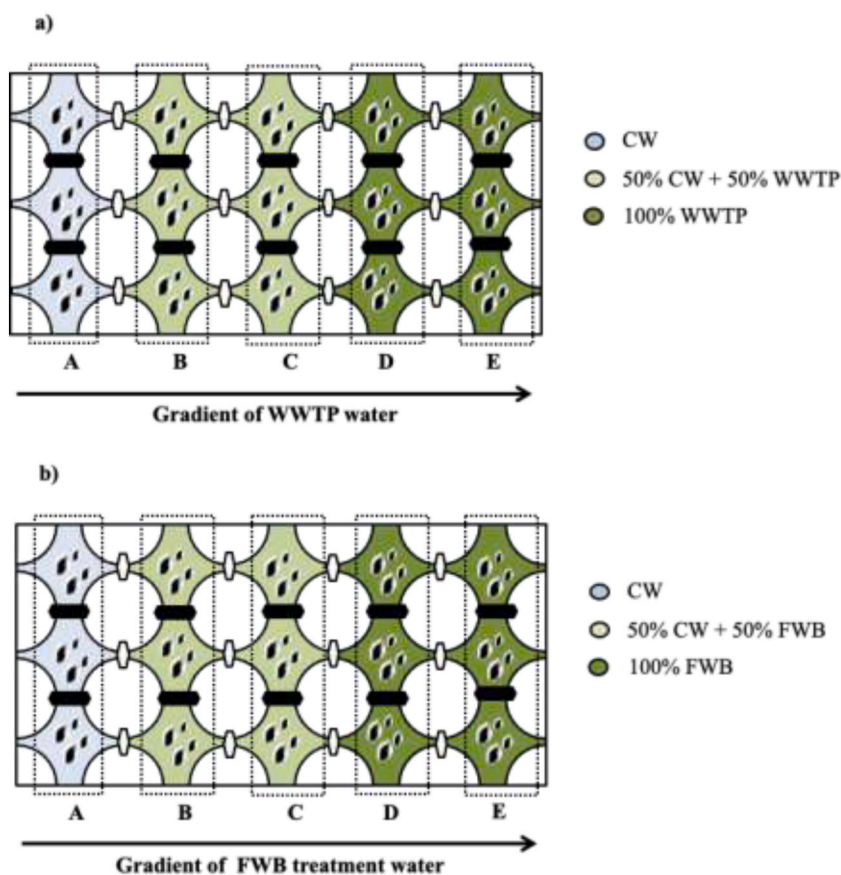 a)
CW
50% CW + 50% WWTP
100% WWTP
A B C D E
Gradient of WWTP water
b)
CW
50% CW + 50% FWB
100% FWB
A B C D E
Gradient of FWB treatment water